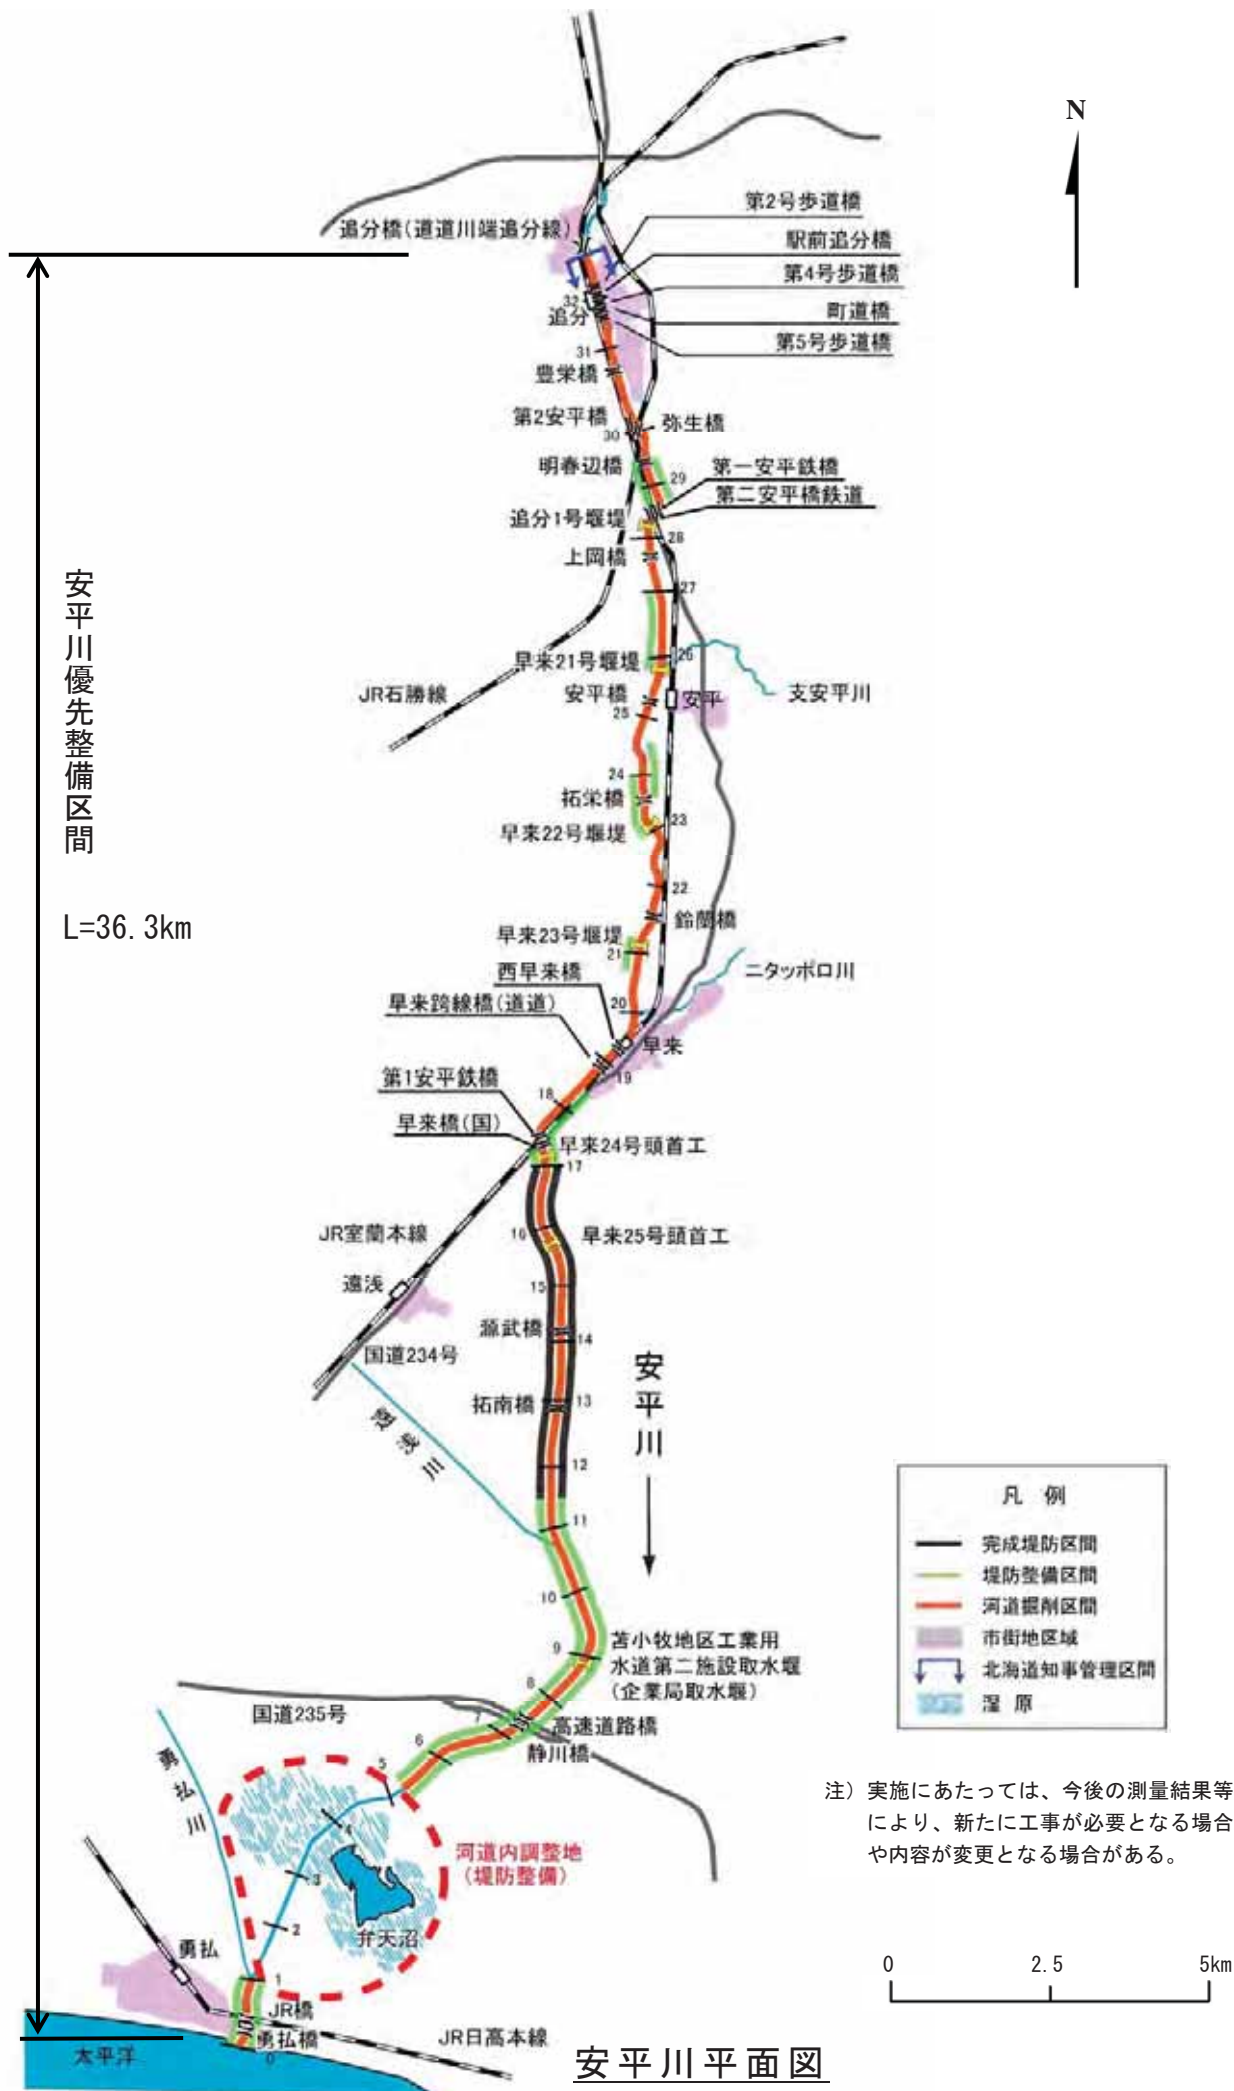 N
第2号歩道橋
追分橋(道道川端追分線)
駅前追分橋
第4号歩道橋
32
町道橋
追分
第5号歩道橋
31
豊栄橋
第2安平橋
弥生橋
30
明春辺橋
第一安平鉄橋
29
第二安平橋鉄道
追分1号堰堤
28
上岡橋
27
早来21号堰堤
26
JR石勝線
安平橋
安平
支安平川
25
24
拓栄橋
23
早来22号堰堤
22
鈴蘭橋
早来23号堰堤
21
西早来橋
ニタッポロ川
早来跨線橋(道道)
20
早来
19
第1安平鉄橋
18
早来橋(国)
早来24号頭首工
17
JR室蘭本線
16
早来25号頭首工
遠浅
15
源武橋
14
国道234号
拓南橋
13
安平川
遠浅川
12
11
10
9
苫小牧地区工業用
水道第二施設取水堰
(企業局取水堰)
8
国道235号
7
高速道路橋
静川橋
6
5
勇払川
4
河道内調整地
(堤防整備)
3
2
弁天沼
勇払
1
JR橋
勇払橋
JR日高本線
0
太平洋
安平川優先整備区間
L=36.3km
凡 例
完成堤防区間
堤防整備区間
河道掘削区間
市街地区域
北海道知事管理区間
湿 原
注) 実施にあたっては、今後の測量結果等
により、新たに工事が必要となる場合
や内容が変更となる場合がある。
0 2.5 5km
安平川平面図